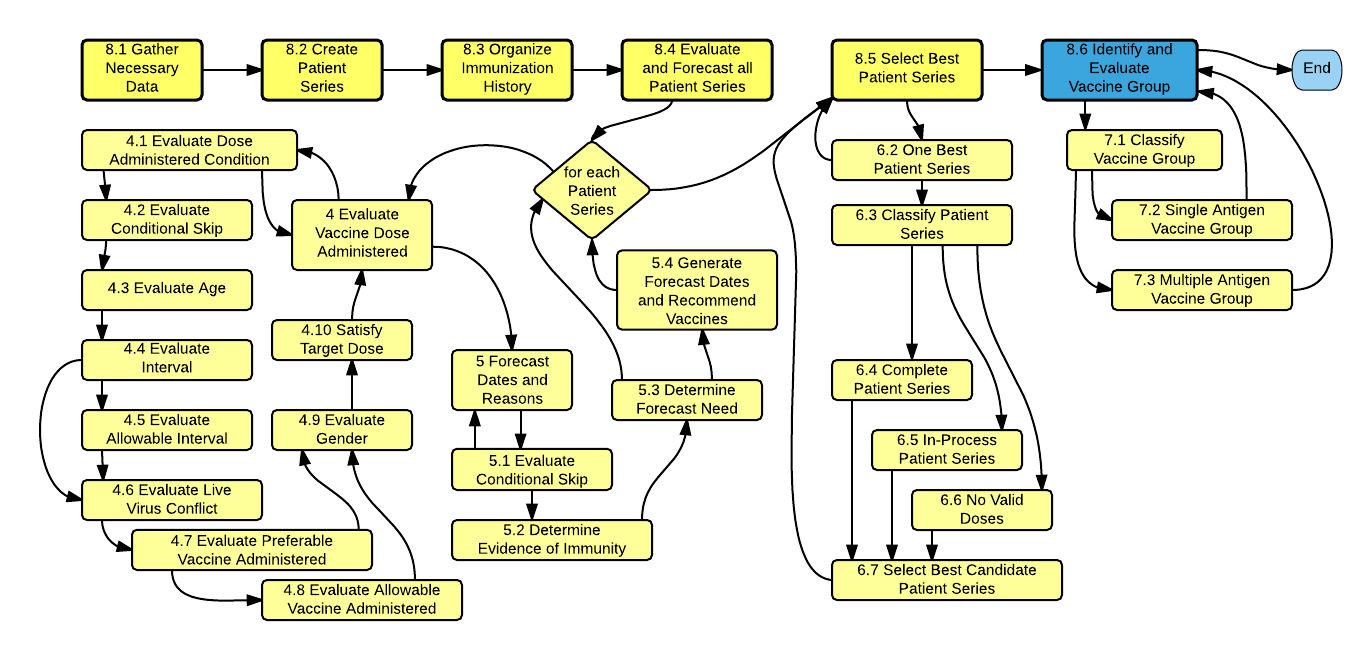 8.1 Gather
Necessary
Data
8.2 Create
Patient
Series
8.3 Organize
Immunization
History
8.4 Evaluate
and Forecast all
Patient Series
8.5 Select Best
Patient Series
8.6 Identify and
Evaluate
Vaccine Group
End
4.1 Evaluate Dose
Administered Condition
4.2 Evaluate
Conditional Skip
4.3 Evaluate Age
4.4 Evaluate
Interval
4.5 Evaluate
Allowable Interval
4.6 Evaluate Live
Virus Conflict
4.7 Evaluate Preferable
Vaccine Administered
4.8 Evaluate Allowable
Vaccine Administered
4.9 Evaluate
Gender
4.10 Satisfy
Target Dose
4 Evaluate
Vaccine Dose
Administered
for each
Patient
Series
5 Forecast
Dates and
Reasons
5.1 Evaluate
Conditional Skip
5.2 Determine
Evidence of Immunity
5.3 Determine
Forecast Need
5.4 Generate
Forecast Dates
and Recommend
Vaccines
6.2 One Best
Patient Series
6.3 Classify Patient
Series
6.4 Complete
Patient Series
6.5 In-Process
Patient Series
6.6 No Valid
Doses
6.7 Select Best Candidate
Patient Series
7.1 Classify
Vaccine Group
7.2 Single Antigen
Vaccine Group
7.3 Multiple Antigen
Vaccine Group